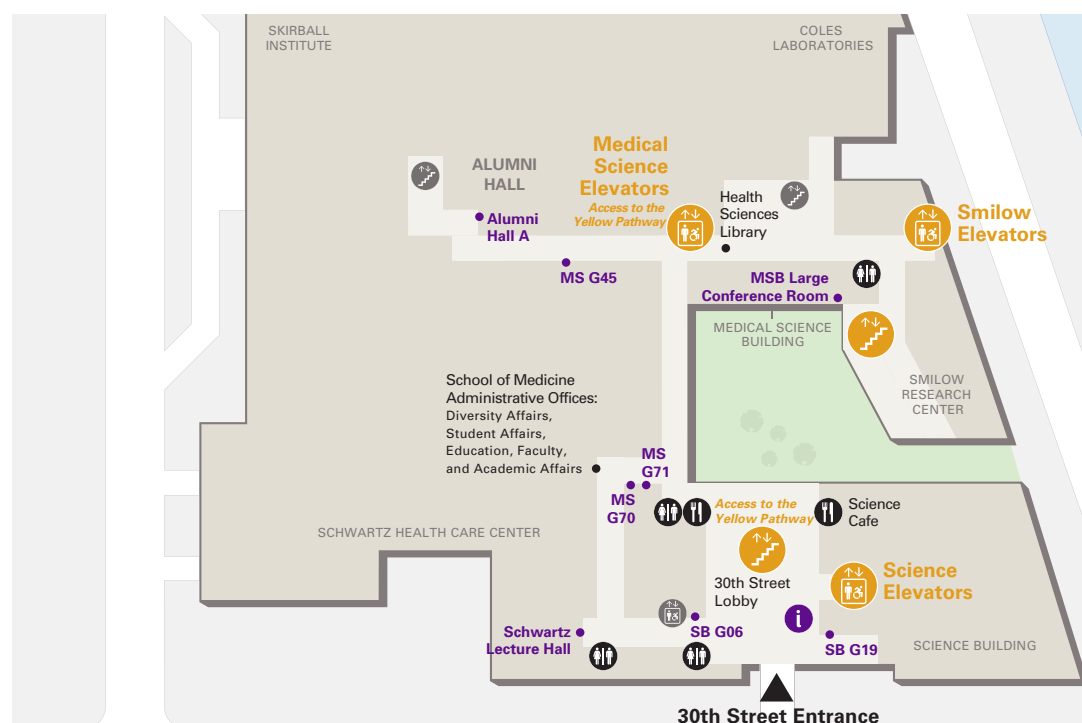 SKIRBALL
INSTITUTE
COLES
LABORATORIES
ALUMNI
HALL
Medical
Science
Elevators
Access to the
Yellow Pathway
Health
Sciences
Library
Smilow
Elevators
Alumni
Hall A
MS G45
MSB Large
Conference Room
MEDICAL SCIENCE
BUILDING
SMILOW
RESEARCH
CENTER
School of Medicine
Administrative Offices:
Diversity Affairs,
Student Affairs,
Education, Faculty,
and Academic Affairs
MS
G71
MS
G70
Access to the
Yellow Pathway
Science
Cafe
SCHWARTZ HEALTH CARE CENTER
30th Street
Lobby
Science
Elevators
i
Schwartz
Lecture Hall
SB G06
SB G19
SCIENCE BUILDING
30th Street Entrance